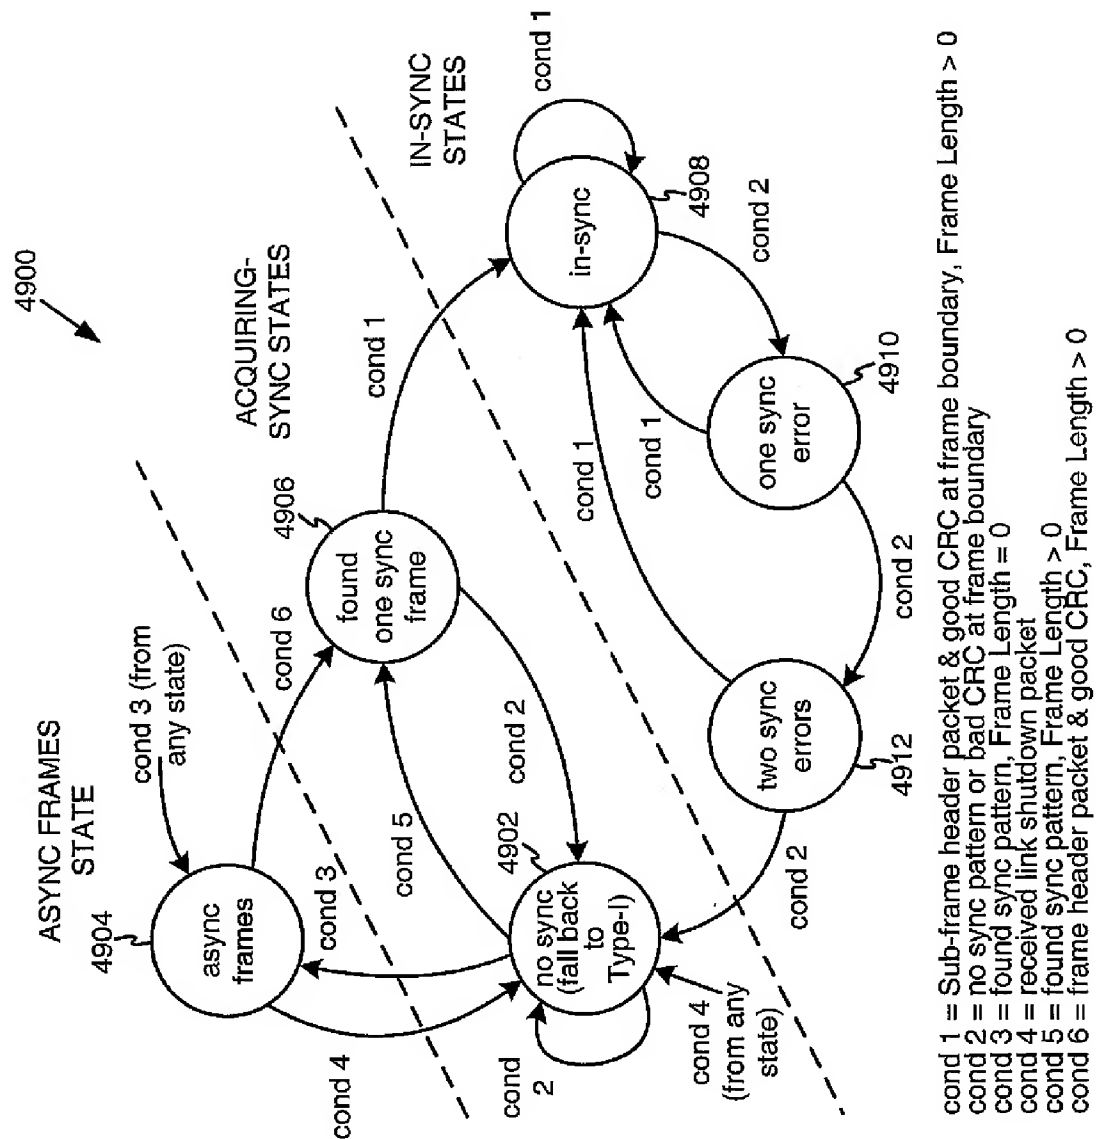 4900
ASYNC FRAMES
STATE
ACQUIRING-
SYNC STATES
IN-SYNC
STATES
4904
async
frames
cond 3 (from
any state)
cond 6
4906
found
one sync
frame
cond 1
cond 1
in-sync
4908
cond 4
cond 3
cond 5
cond 2
4902
no sync
(fall back
to
Type-I)
cond
2
cond 4
(from any
state)
cond 2
cond 1
cond 1
cond 2
4912
two sync
errors
cond 2
one sync
error
4910
cond 1 = Sub-frame header packet & good CRC at frame boundary, Frame Length > 0
cond 2 = no sync pattern or bad CRC at frame boundary
cond 3 = found sync pattern, Frame Length = 0
cond 4 = received link shutdown packet
cond 5 = found sync pattern, Frame Length > 0
cond 6 = frame header packet & good CRC, Frame Length > 0